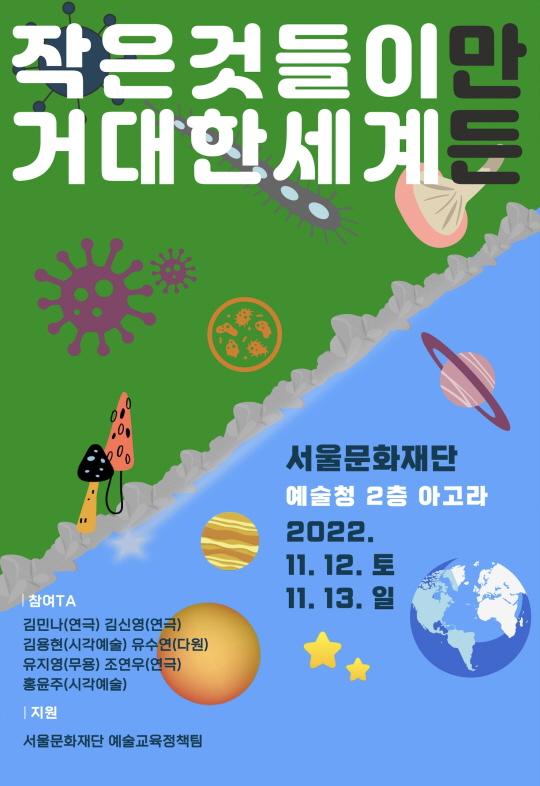 작은것들이만
거대한세계든
서울문화재단
예술청 2층 아고라
2022.
11. 12. 토
11. 13. 일
| 참여TA
김민나(연극) 김신영(연극)
김용현(시각예술) 유수연(다원)
유지영(무용) 조연우(연극)
홍윤주(시각예술)
| 지원
서울문화재단 예술교육정책팀